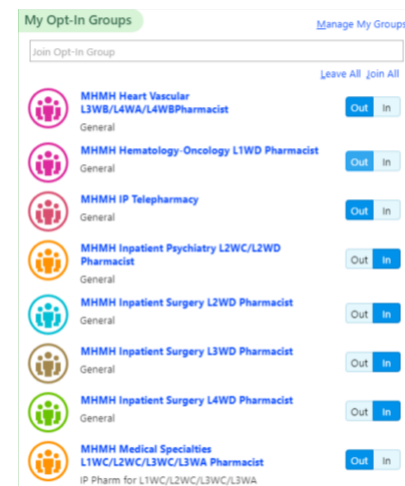 My Opt-In Groups
Manage My Groups
Join Opt-In Group
Leave All Join All
MHMH Heart Vascular
L3WB/L4WA/L4WBPharmacist
Out In
General
MHMH Hematology-Oncology L1WD Pharmacist
Out In
General
MHMH IP Telepharmacy
Out In
General
MHMH Inpatient Psychiatry L2WC/L2WD
Pharmacist
Out In
General
MHMH Inpatient Surgery L2WD Pharmacist
Out In
General
MHMH Inpatient Surgery L3WD Pharmacist
Out In
General
MHMH Inpatient Surgery L4WD Pharmacist
Out In
General
MHMH Medical Specialties
L1WC/L2WC/L3WC/L3WA Pharmacist
Out In
IP Pharm for L1WC/L2WC/L3WC/L3WA